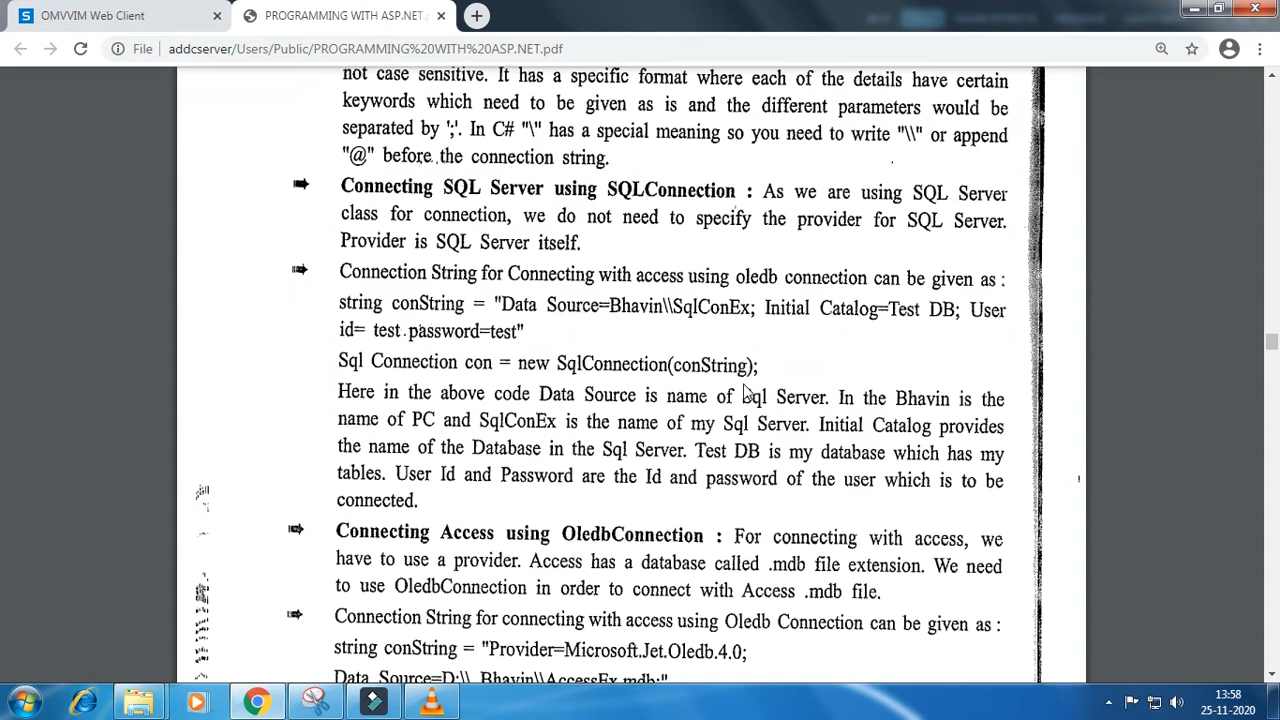 OMVVIM Web Client
PROGRAMMING WITH ASP.NET.
File addcserver/Users/Public/PROGRAMMING%20WITH%20ASP.NET.pdf
not case sensitive. It has a specific format where each of the details have certain
keywords which need to be given as is and the different parameters would be
separated by ';'. In C# "\" has a special meaning so you need to write "\\" or append
"@" before the connection string.
Connecting SQL Server using SQLConnection : As we are using SQL Server
class for connection, we do not need to specify the provider for SQL Server.
Provider is SQL Server itself.
Connection String for Connecting with access using oledb connection can be given as :
string conString = "Data Source=Bhavin\\SqlConEx; Initial Catalog=Test DB; User
id= test password=test"
Sql Connection con = new SqlConnection(conString);
Here in the above code Data Source is name of Sql Server. In the Bhavin is the
name of PC and SqlConEx is the name of my Sql Server. Initial Catalog provides
the name of the Database in the Sql Server. Test DB is my database which has my
tables. User Id and Password are the Id and password of the user which is to be
connected.
Connecting Access using OledbConnection : For connecting with access, we
have to use a provider. Access has a database called .mdb file extension. We need
to use OledbConnection in order to connect with Access .mdb file.
Connection String for connecting with access using Oledb Connection can be given as :
string conString = "Provider=Microsoft.Jet.Oledb.4.0;
Data Source=D:\\ Bhavin\\AccessEx.mdb;"
13:58
25-11-2020